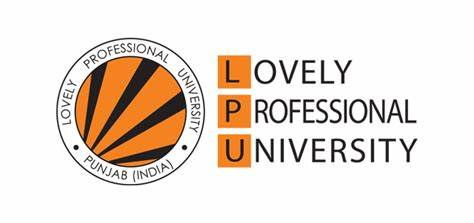 LOVELY PROFESSIONAL UNIVERSITY
• PUNJAB (INDIA) •
LOVELY
PROFESSIONAL
UNIVERSITY